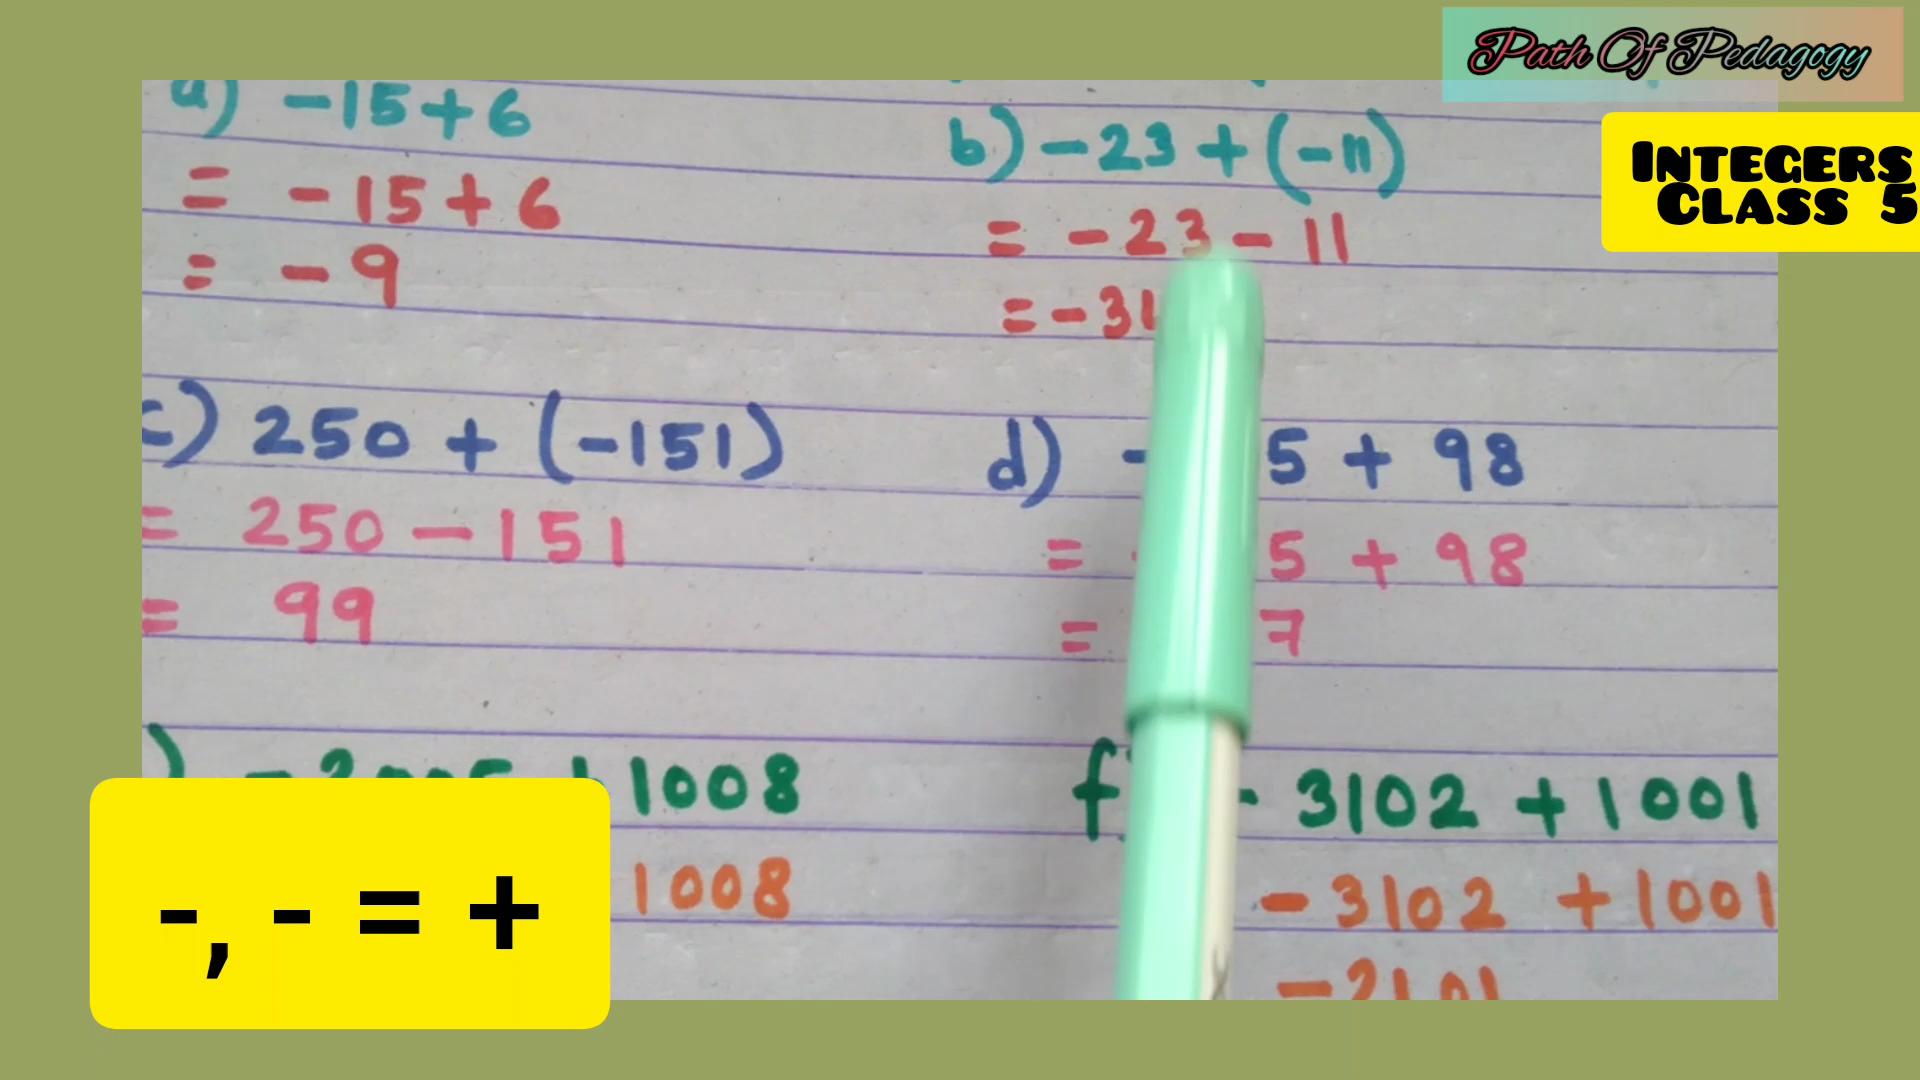 Path Of Pedagogy
INTEGERS
CLASS 5
a) -15+6
= -15+6
= -9
b) -23+(-11)
= -23-11
c) 250+(-151)
= 250-151
= 99
d) 5 + 98
= 5 + 98
= 7
1008
1008
f - 3102 + 1001
-3102 +1001
-2101
-, - = +